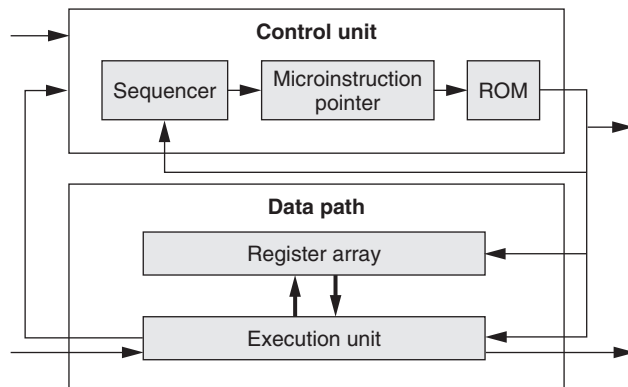 Control unit
Sequencer
Microinstruction
pointer
ROM
Data path
Register array
Execution unit